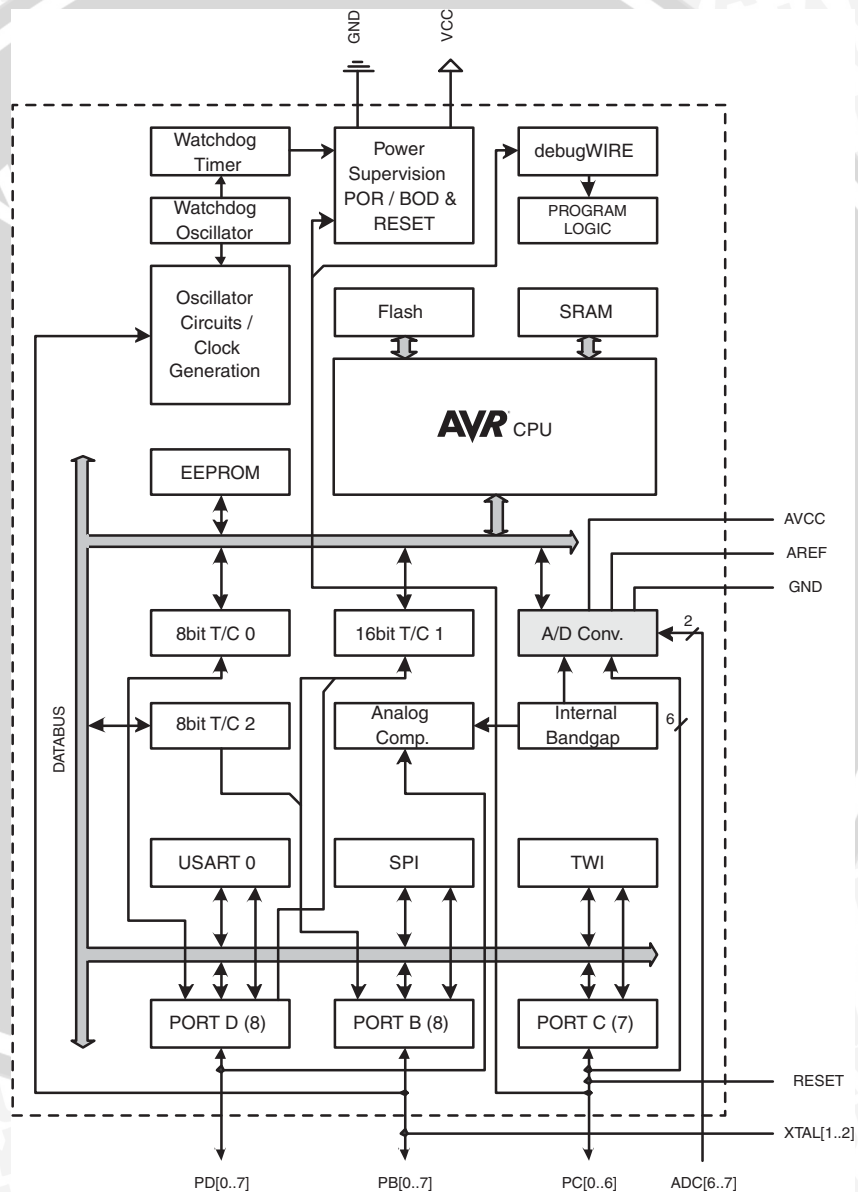 GND
VCC
Watchdog
Timer
Power
Supervision
POR / BOD &
RESET
debugWIRE
Watchdog
Oscillator
PROGRAM
LOGIC
Oscillator
Circuits /
Clock
Generation
Flash
SRAM
AVR CPU
EEPROM
AVCC
AREF
GND
8bit T/C 0
16bit T/C 1
A/D Conv.
2
8bit T/C 2
Analog
Comp.
Internal
Bandgap
6
DATABUS
USART 0
SPI
TWI
PORT D (8)
PORT B (8)
PORT C (7)
RESET
XTAL[1..2]
PD[0..7]
PB[0..7]
PC[0..6]
ADC[6..7]